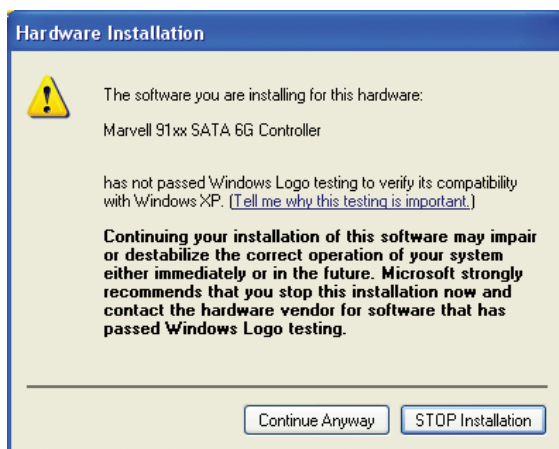 Hardware Installation
The software you are installing for this hardware:
Marvell 91xx SATA 6G Controller
has not passed Windows Logo testing to verify its compatibility
with Windows XP. (Tell me why this testing is important.)
Continuing your installation of this software may impair
or destabilize the correct operation of your system
either immediately or in the future. Microsoft strongly
recommends that you stop this installation now and
contact the hardware vendor for software that has
passed Windows Logo testing.
Continue Anyway STOP Installation